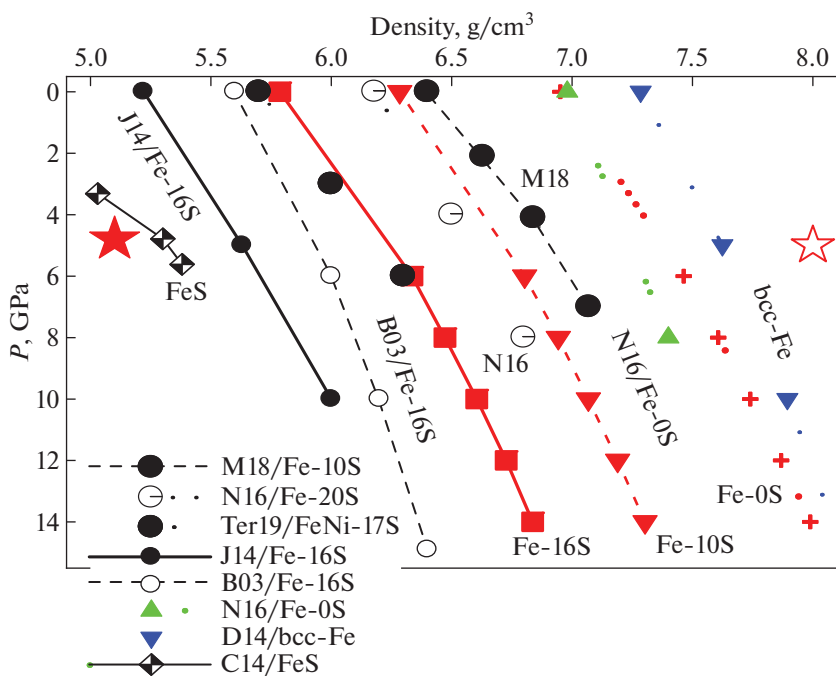 Density, g/cm³
5.0 5.5 6.0 6.5 7.0 7.5 8.0
0
2
4
6
8
10
12
14
P, GPa
J14/Fe-16S
FeS
M18
N16
B03/Fe-16S
N16/Fe-0S
bcc-Fe
Fe-0S
Fe-16S
Fe-10S
M18/Fe-10S
N16/Fe-20S
Ter19/FeNi-17S
J14/Fe-16S
B03/Fe-16S
N16/Fe-0S
D14/bcc-Fe
C14/FeS